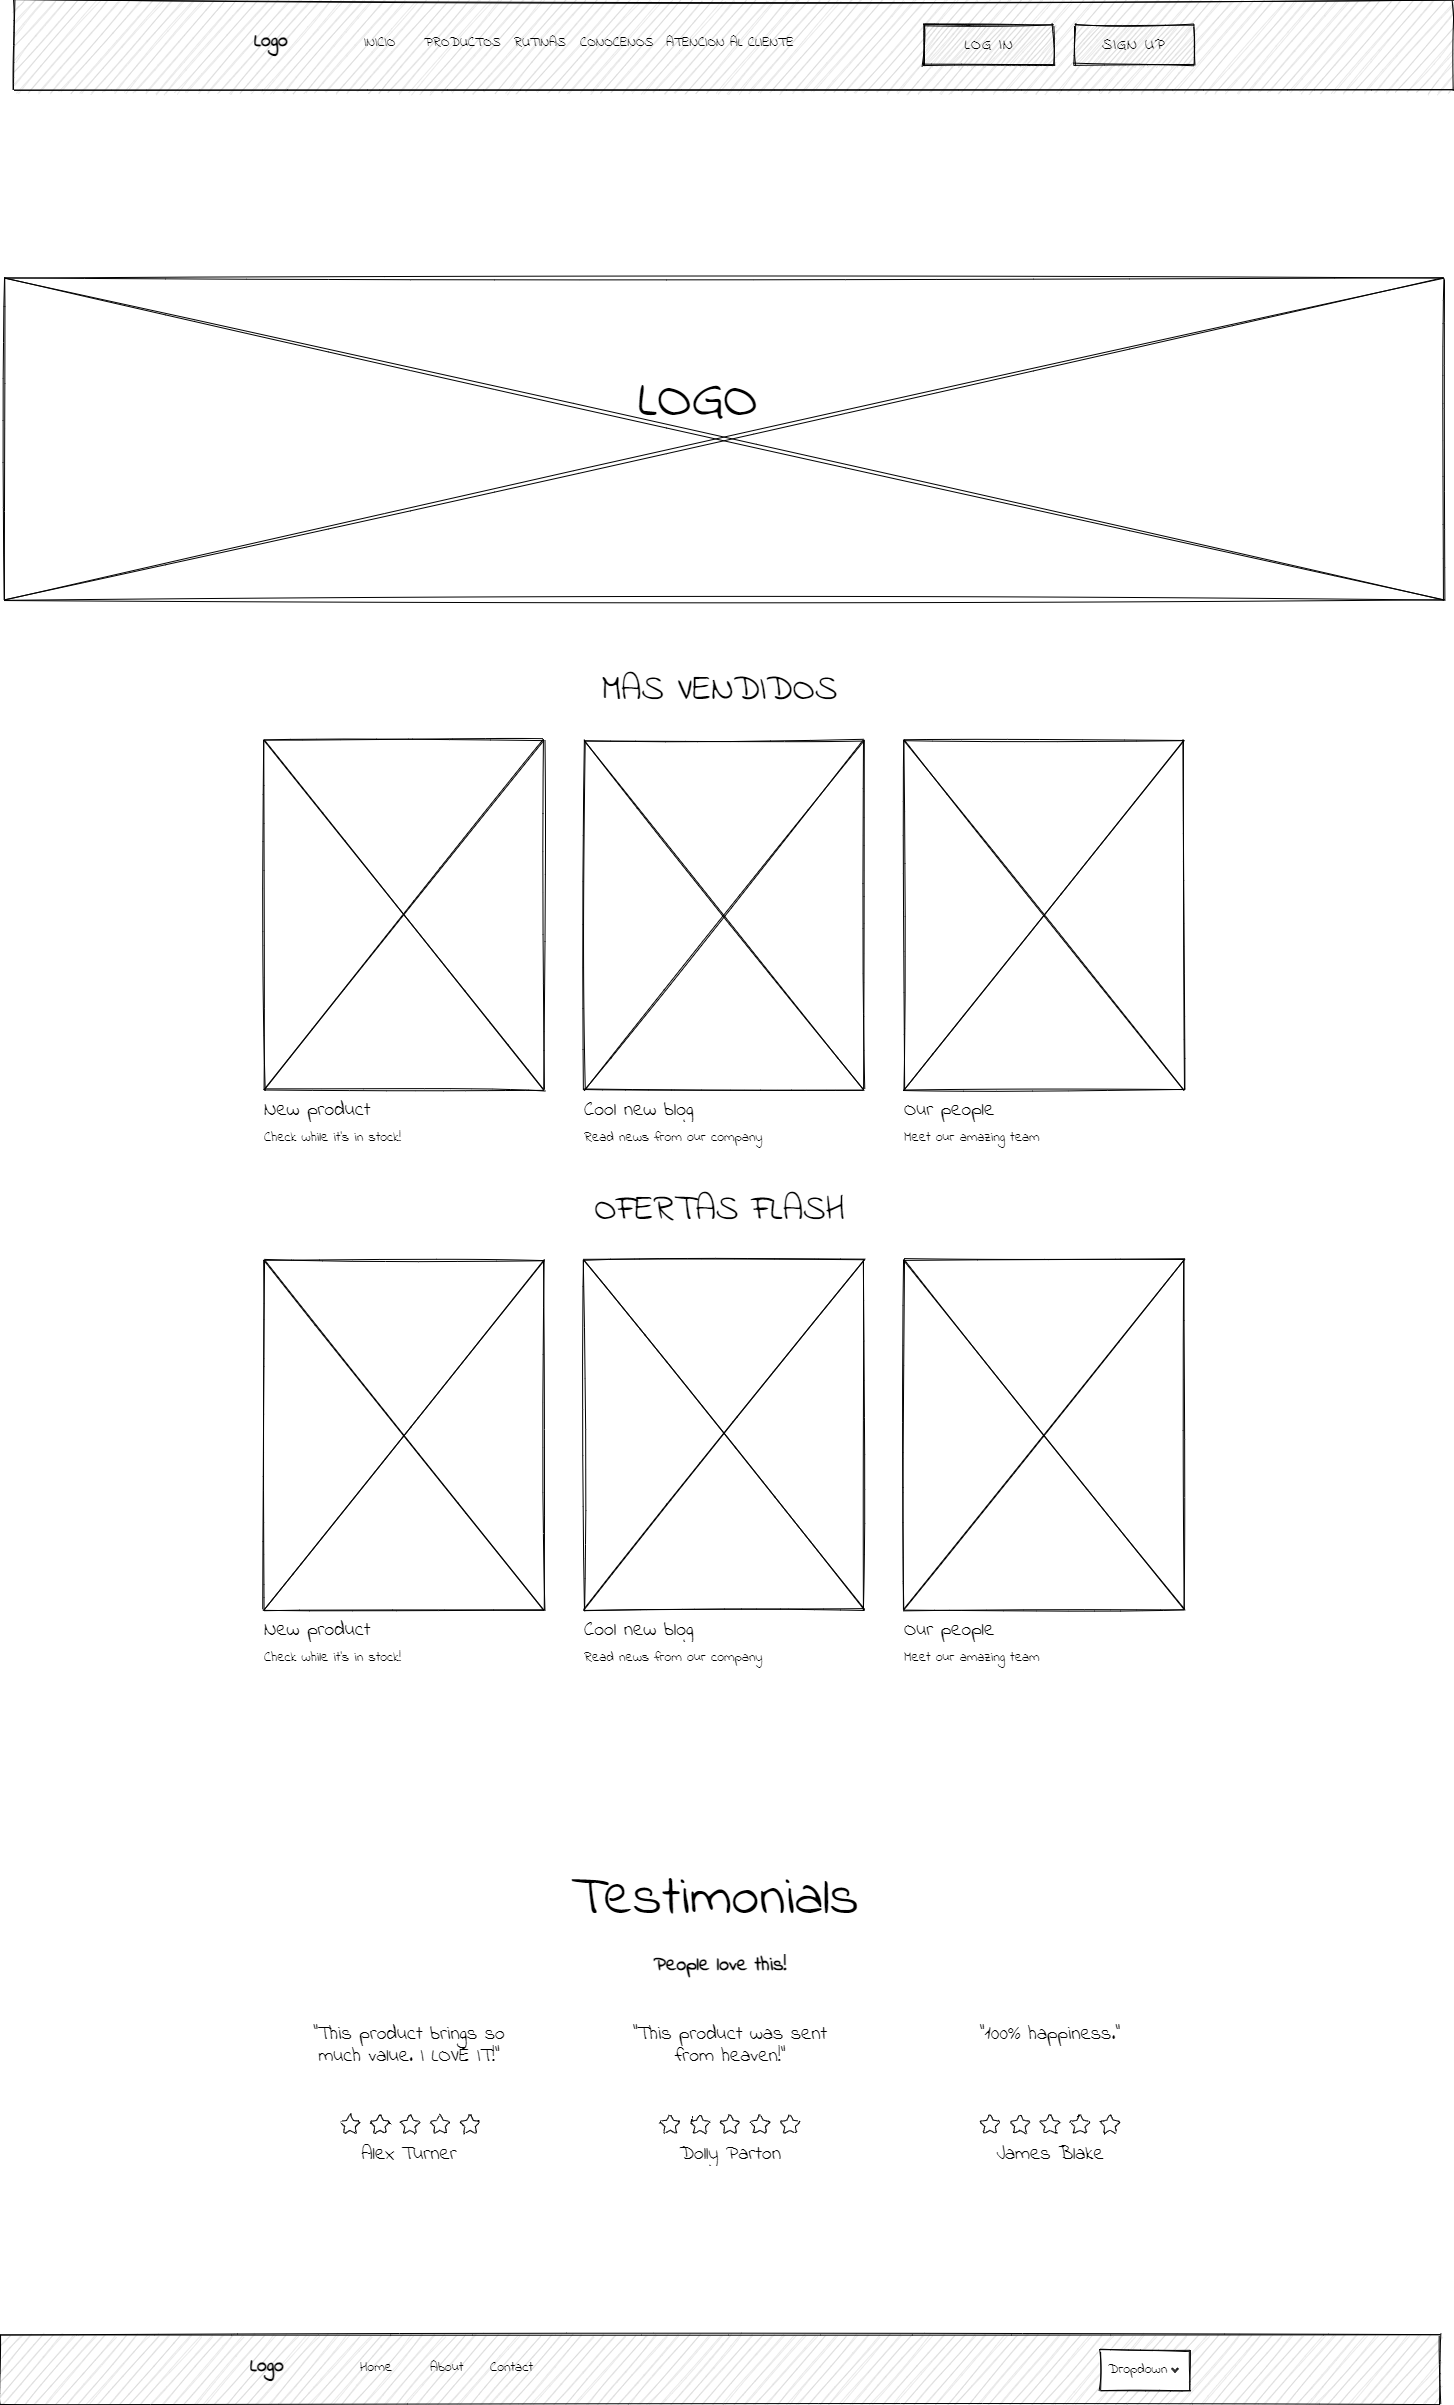 Logo INICIO PRODUCTOS RUTINAS CONOCENOS ATENCION AL CLIENTE LOG IN SIGN UP
LOGO
MAS VENDIDOS
New product Cool new blog Our people
Check while it's in stock! Read news from our company Meet our amazing team
OFERTAS FLASH
New product Cool new blog Our people
Check while it's in stock! Read news from our company Meet our amazing team
Testimonials
People love this!
"This product brings so
much value. I LOVE IT!"
"This product was sent
from heaven!"
"100% happiness."
Alex Turner Dolly Parton James Blake
Logo Home About Contact Dropdown